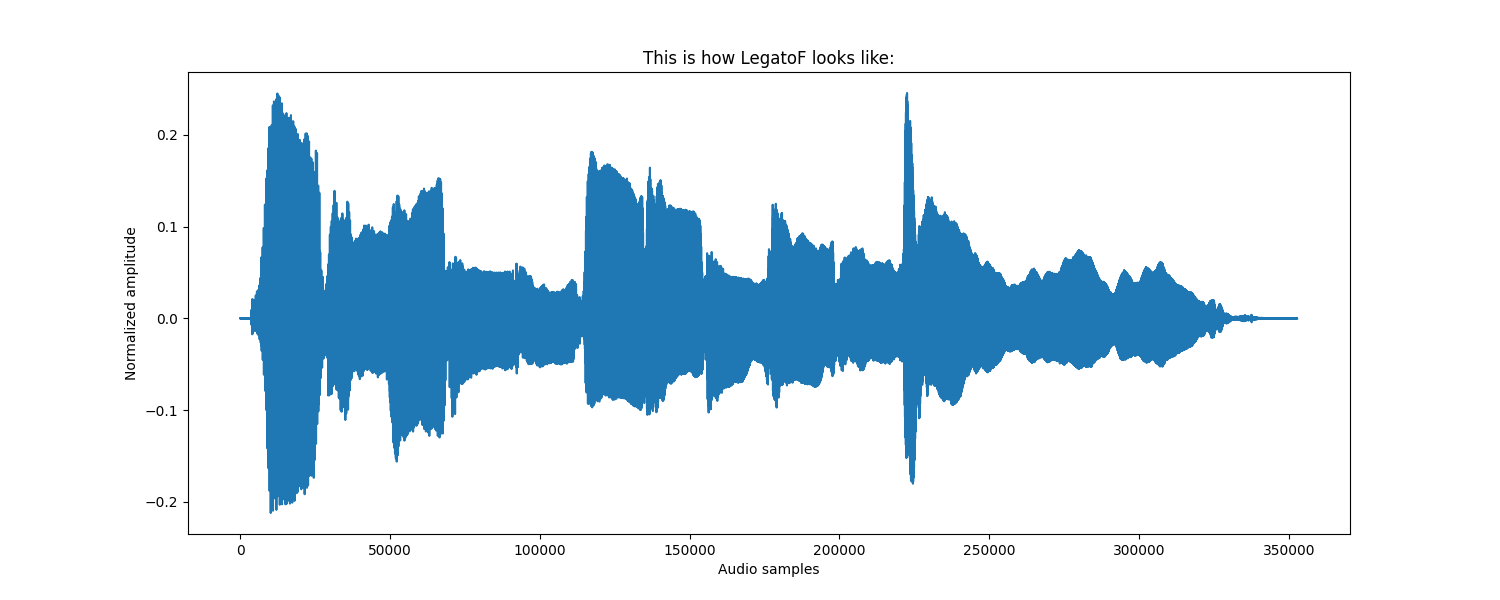 This is how LegatoF looks like:
Normalized amplitude
0.2
0.1
0.0
−0.1
−0.2
0 50000 100000 150000 200000 250000 300000 350000
Audio samples